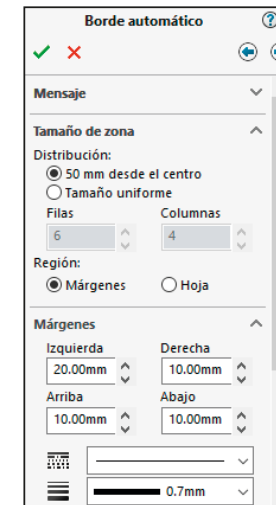 Borde automático
Mensaje
Tamaño de zona
Distribución:
50 mm desde el centro
Tamaño uniforme
Filas Columnas
6 4
Región:
Márgenes Hoja
Márgenes
Izquierda Derecha
20.00mm 10.00mm
Arriba Abajo
10.00mm 10.00mm
0.7mm